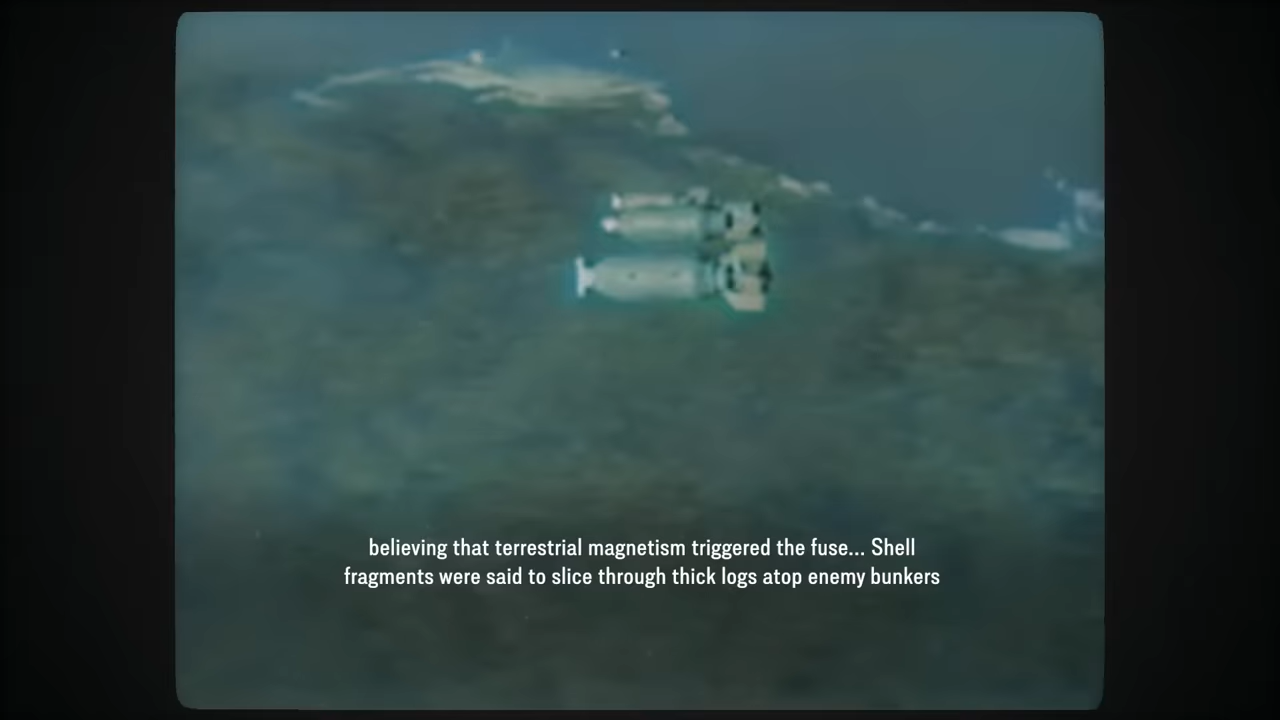 believing that terrestrial magnetism triggered the fuse... Shell
fragments were said to slice through thick logs atop enemy bunkers